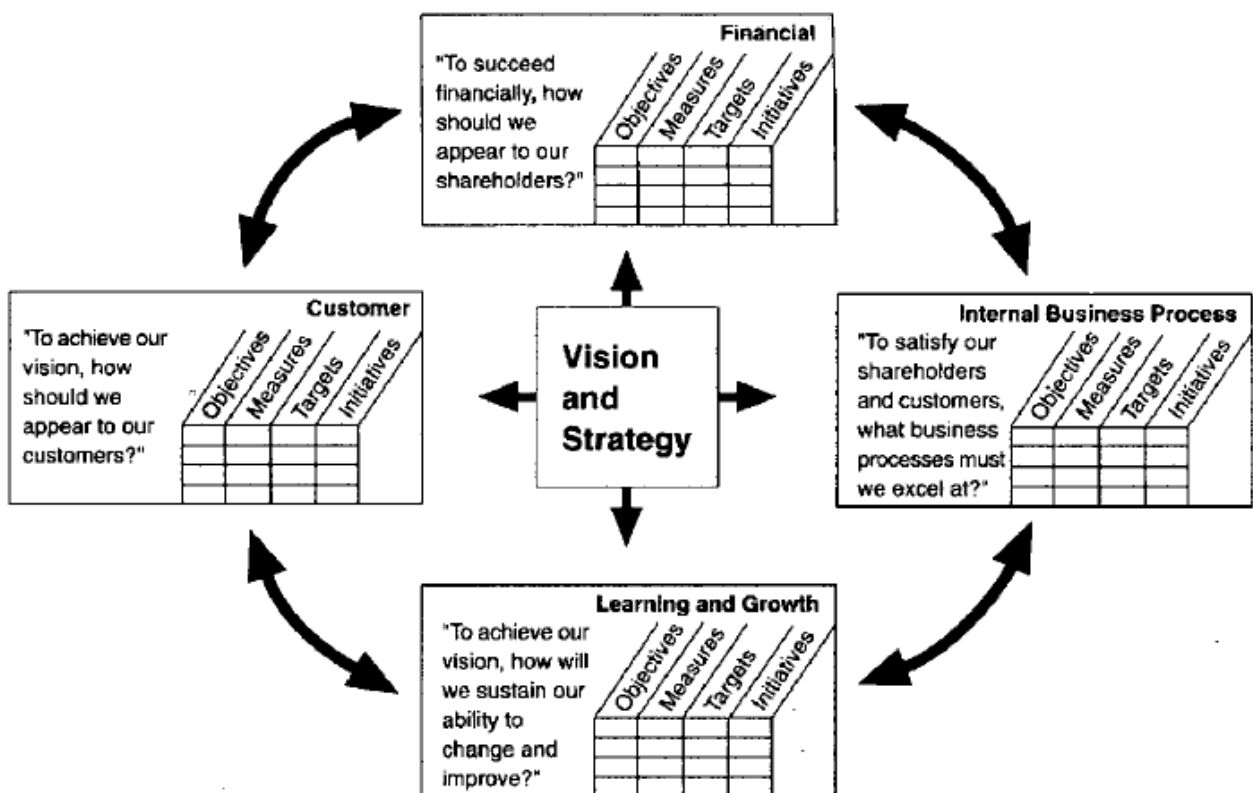 Financial
"To succeed
financially, how
should we
appear to our
shareholders?"
Objectives
Measures
Targets
Initiatives
Customer
"To achieve our
vision, how
should we
appear to our
customers?"
Objectives
Measures
Targets
Initiatives
Vision
and
Strategy
Internal Business Process
"To satisfy our
shareholders
and customers,
what business
processes must
we excel at?"
Objectives
Measures
Targets
Initiatives
Learning and Growth
"To achieve our
vision, how will
we sustain our
ability to
change and
improve?"
Objectives
Measures
Targets
Initiatives